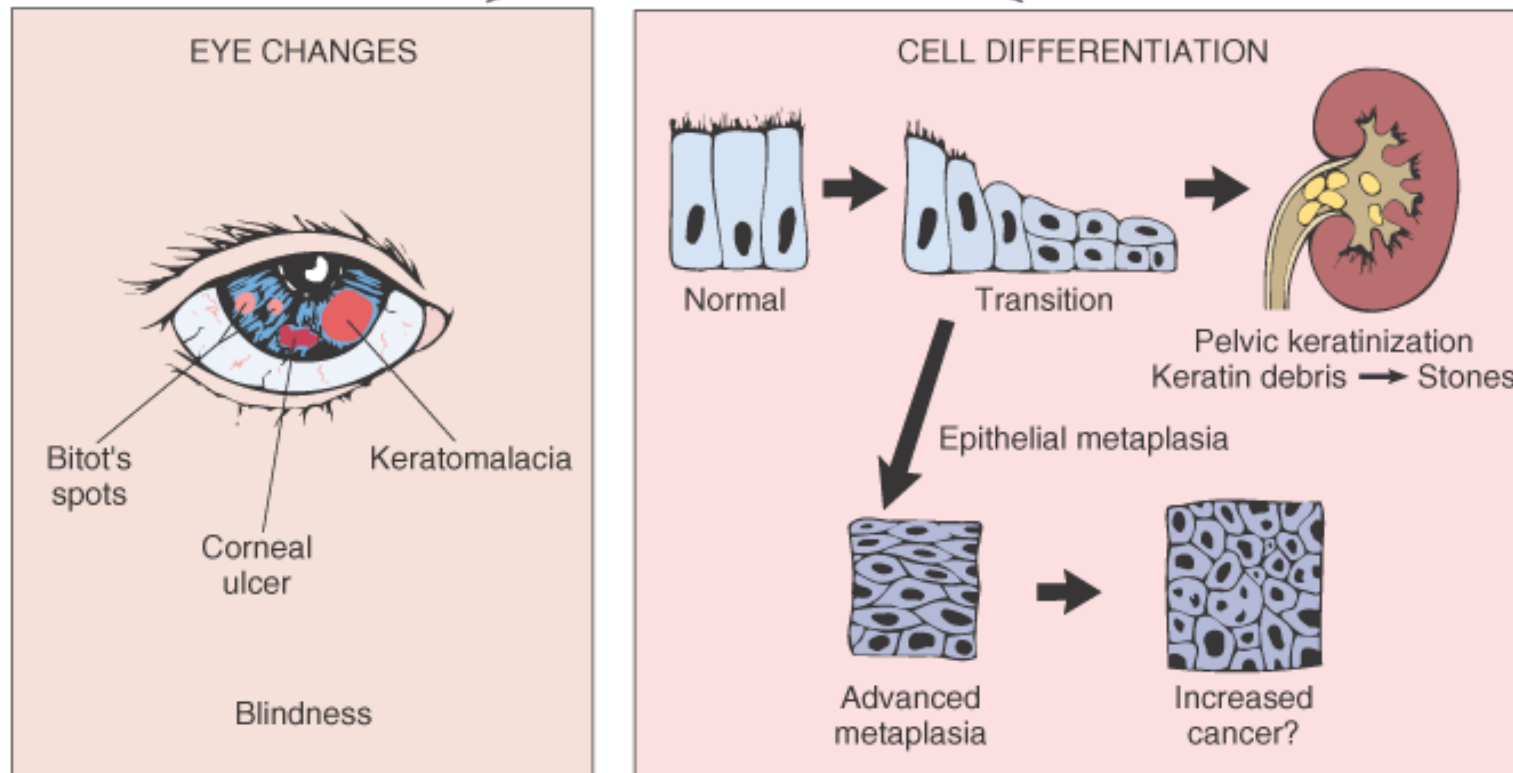 EYE CHANGES
Bitot's
spots
Keratomalacia
Corneal
ulcer
Blindness
CELL DIFFERENTIATION
Normal
Transition
Pelvic keratinization
Keratin debris → Stones
Epithelial metaplasia
Advanced
metaplasia
Increased
cancer?